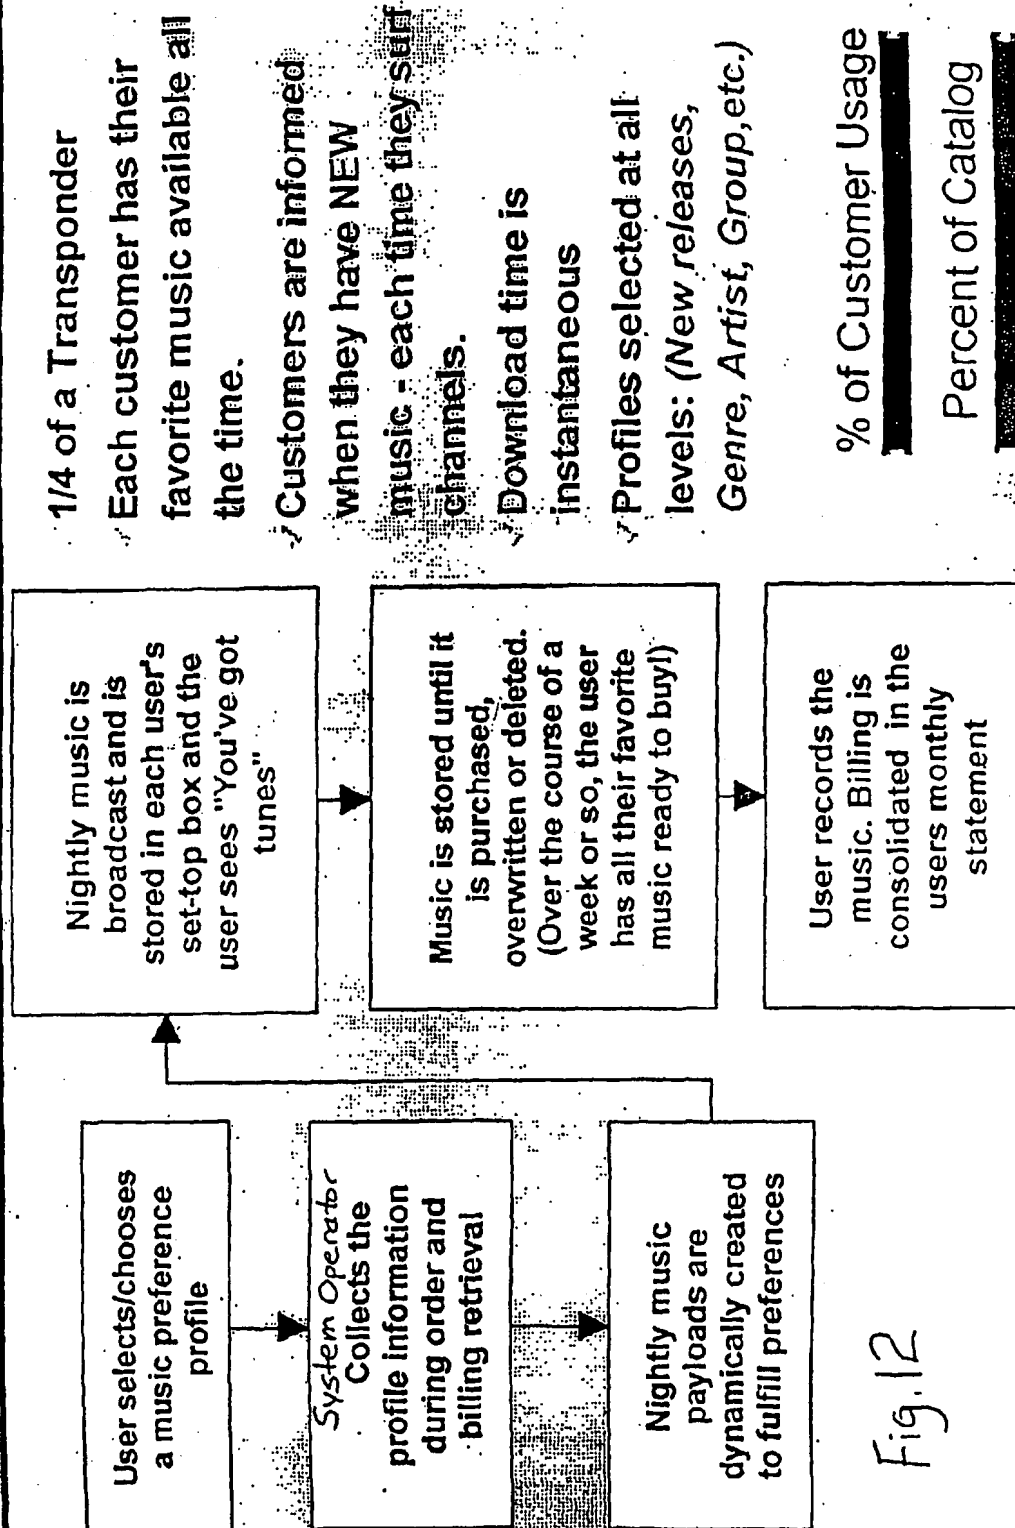 User selects/chooses
a music preference
profile
System Operator
Collects the
profile information
during order and
billing retrieval
Nightly music
payloads are
dynamically created
to fulfill preferences
Nightly music is
broadcast and is
stored in each user's
set-top box and the
user sees "You've got
tunes"
Music is stored until it
is purchased,
overwritten or deleted.
(Over the course of a
week or so, the user
has all their favorite
music ready to buy!)
User records the
music. Billing is
consolidated in the
users monthly
statement
1/4 of a Transponder
Each customer has their
favorite music available all
the time.
Customers are informed
when they have NEW
music - each time they surf
channels.
Download time is
instantaneous
Profiles selected at all
levels: (New releases,
Genre, Artist, Group, etc.)
% of Customer Usage
Percent of Catalog
Fig. 12